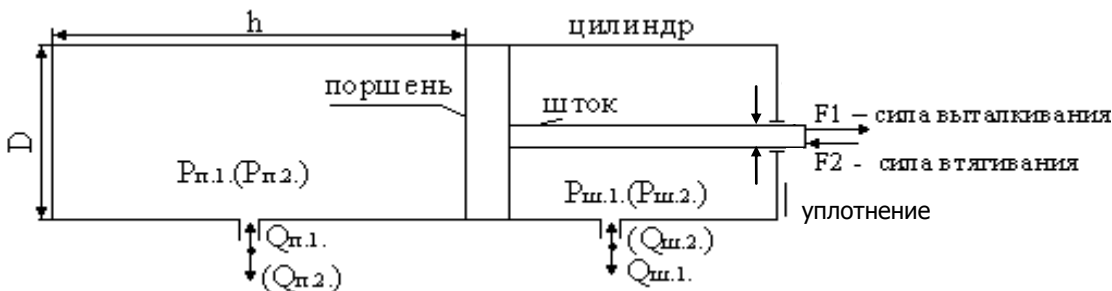 h
цилиндр
поршень
шток
F1 – сила выталкивания
D
F2 - сила втягивания
Pп.1.(Pп.2.)
Pш.1.(Pш.2.)
уплотнение
Qп.1.
(Qш.2.)
(Qп.2.)
Qш.1.